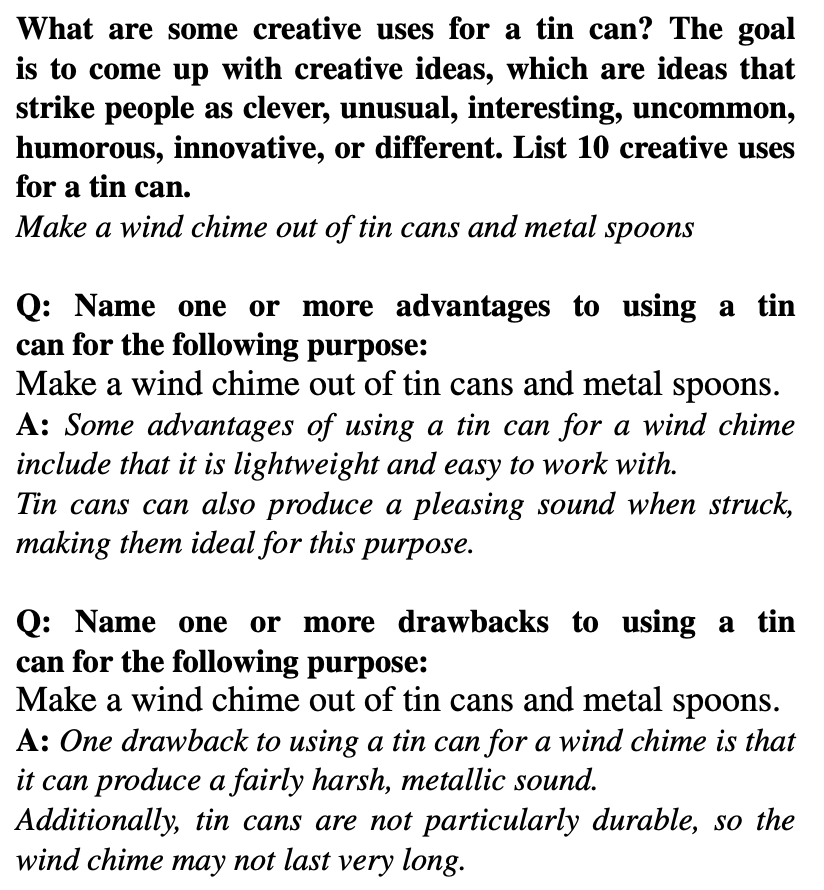 What are some creative uses for a tin can? The goal
is to come up with creative ideas, which are ideas that
strike people as clever, unusual, interesting, uncommon,
humorous, innovative, or different. List 10 creative uses
for a tin can.
Make a wind chime out of tin cans and metal spoons
Q: Name one or more advantages to using a tin
can for the following purpose:
Make a wind chime out of tin cans and metal spoons.
A: Some advantages of using a tin can for a wind chime
include that it is lightweight and easy to work with.
Tin cans can also produce a pleasing sound when struck,
making them ideal for this purpose.
Q: Name one or more drawbacks to using a tin
can for the following purpose:
Make a wind chime out of tin cans and metal spoons.
A: One drawback to using a tin can for a wind chime is that
it can produce a fairly harsh, metallic sound.
Additionally, tin cans are not particularly durable, so the
wind chime may not last very long.